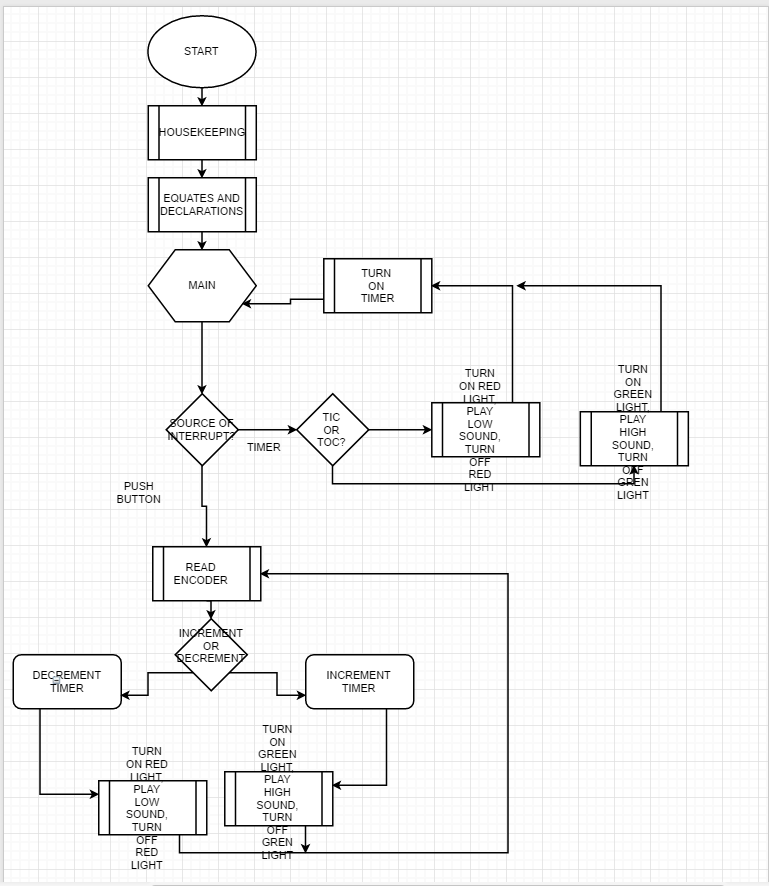 START
HOUSEKEEPING
EQUATES AND
DECLARATIONS
MAIN
TURN
ON
TIMER
SOURCE OF
INTERRUPT?
TIMER
TIC
OR
TOC?
TURN
ON RED
LIGHT,
PLAY
LOW
SOUND,
TURN
OFF
RED
LIGHT
TURN
ON
GREEN
LIGHT,
PLAY
HIGH
SOUND,
TURN
OFF
GREN
LIGHT
PUSH
BUTTON
READ
ENCODER
INCREMENT
OR
DECREMENT
DECREMENT
TIMER
INCREMENT
TIMER
TURN
ON RED
LIGHT,
PLAY
LOW
SOUND,
TURN
OFF
RED
LIGHT
TURN
ON
GREEN
LIGHT,
PLAY
HIGH
SOUND,
TURN
OFF
GREN
LIGHT